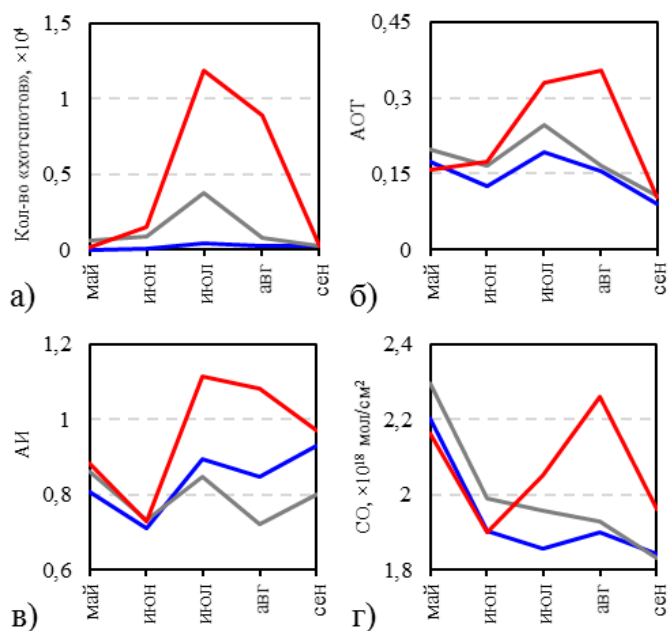 Кол-во «хотспотов», ×10⁴
1,5
1
0,5
0
май
июн
июл
авг
сен
а)
АОТ
0,45
0,3
0,15
0
май
июн
июл
авг
сен
б)
АИ
1,2
1
0,8
0,6
май
июн
июл
авг
сен
в)
CO, ×10¹⁸ мол/см²
2,4
2,2
2
1,8
май
июн
июл
авг
сен
г)